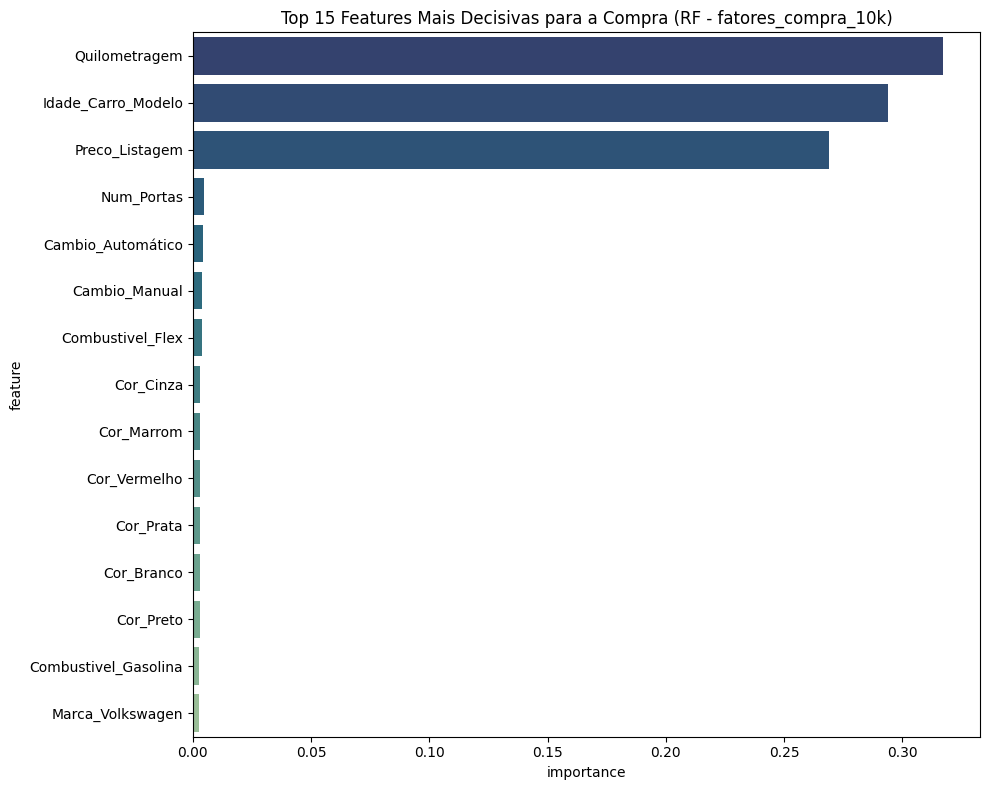 Top 15 Features Mais Decisivas para a Compra (RF - fatores_compra_10k)
Quilometragem
Idade_Carro_Modelo
Preco_Listagem
Num_Portas
Cambio_Automático
Cambio_Manual
Combustivel_Flex
Cor_Cinza
Cor_Marrom
Cor_Vermelho
Cor_Prata
Cor_Branco
Cor_Preto
Combustivel_Gasolina
Marca_Volkswagen
feature
0.00 0.05 0.10 0.15 0.20 0.25 0.30
importance